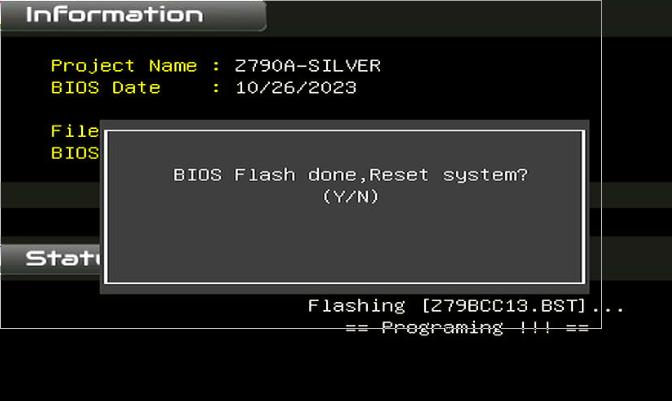 Information
Project Name : Z790A-SILVER
BIOS Date : 10/26/2023
File
BIOS
BIOS Flash done,Reset system?
(Y/N)
Flashing [Z79BCC13.BST]...
== Programing !!! ==